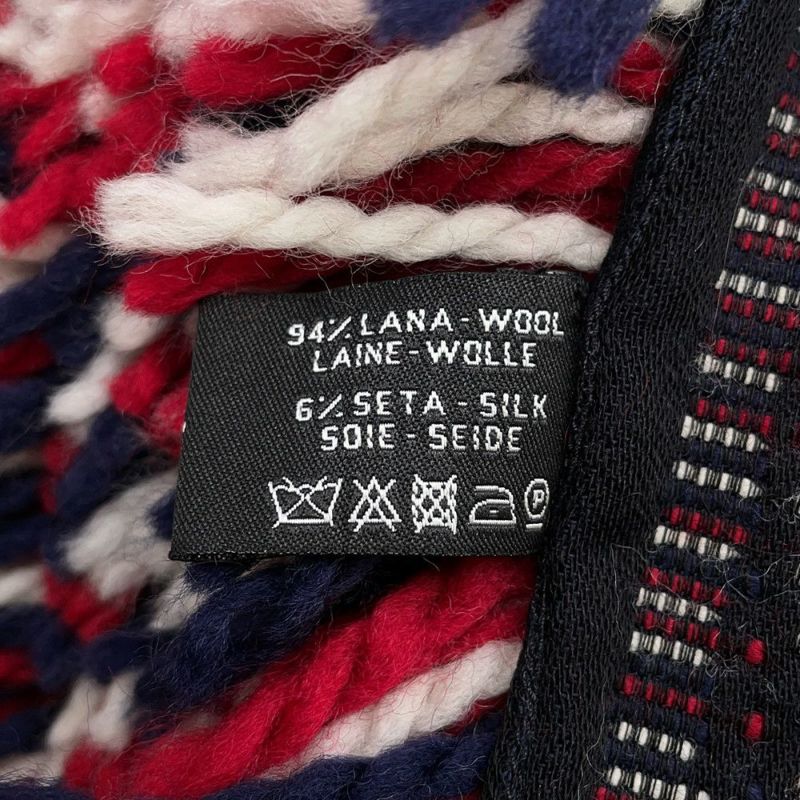 94% LANA - WOOL
LAINE - WOLLE
6% SETA - SILK
SOIE - SEIDE
P